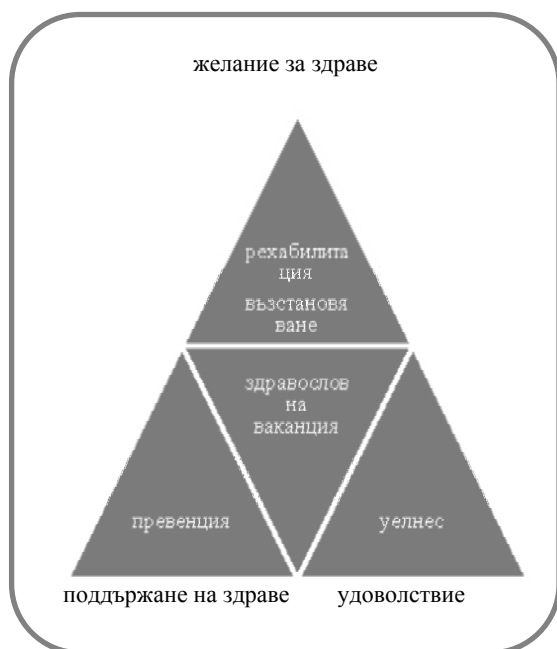 желание за здраве
рехабилита
ция
възстановя
ване
здравослов
на
ваканция
превенция
уелнес
поддържане на здраве
удоволствие